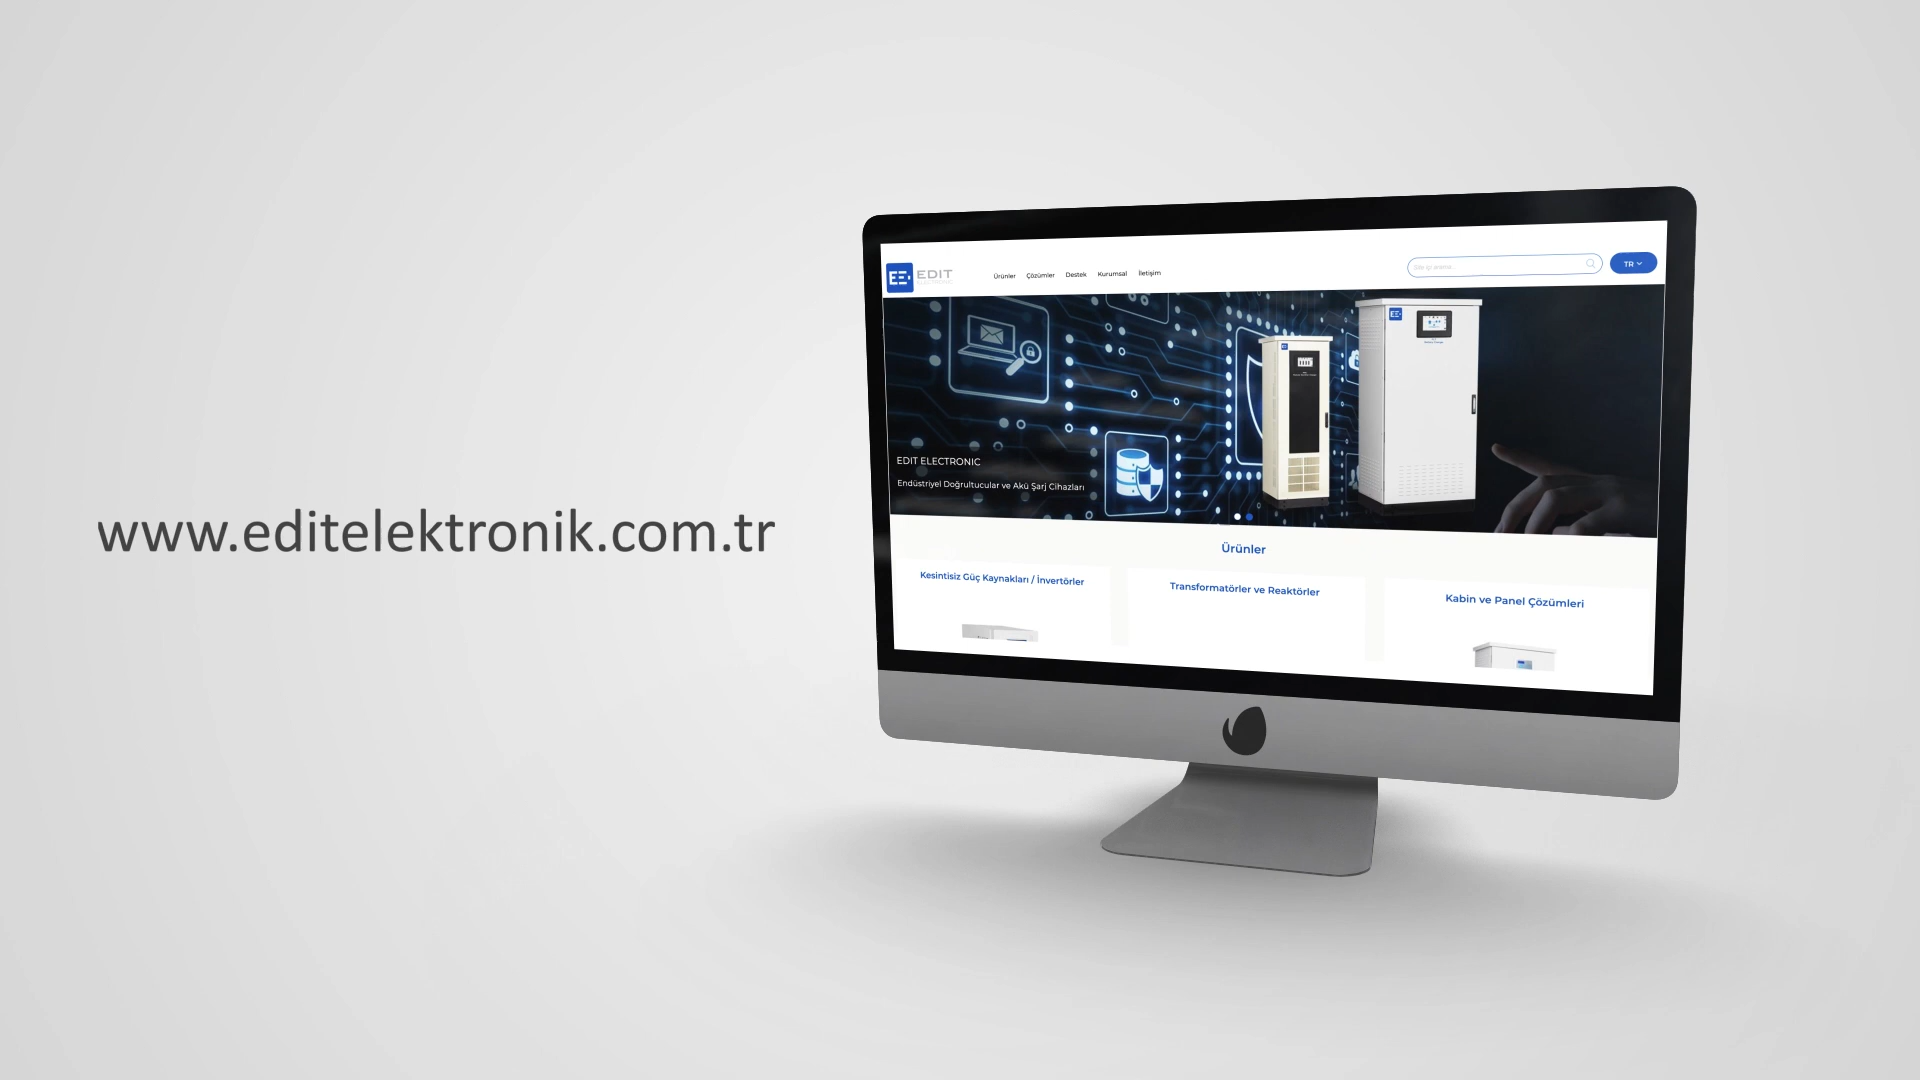 www.editelektronik.com.tr
EDIT
ELECTRONIC
Ürünler Çözümler Destek Kurumsal İletişim
TR
EDIT ELECTRONIC
Endüstriyel Doğrultucular ve Akü Şarj Cihazları
Ürünler
Kesintisiz Güç Kaynakları / İnvertörler
Transformatörler ve Reaktörler
Kabin ve Panel Çözümleri